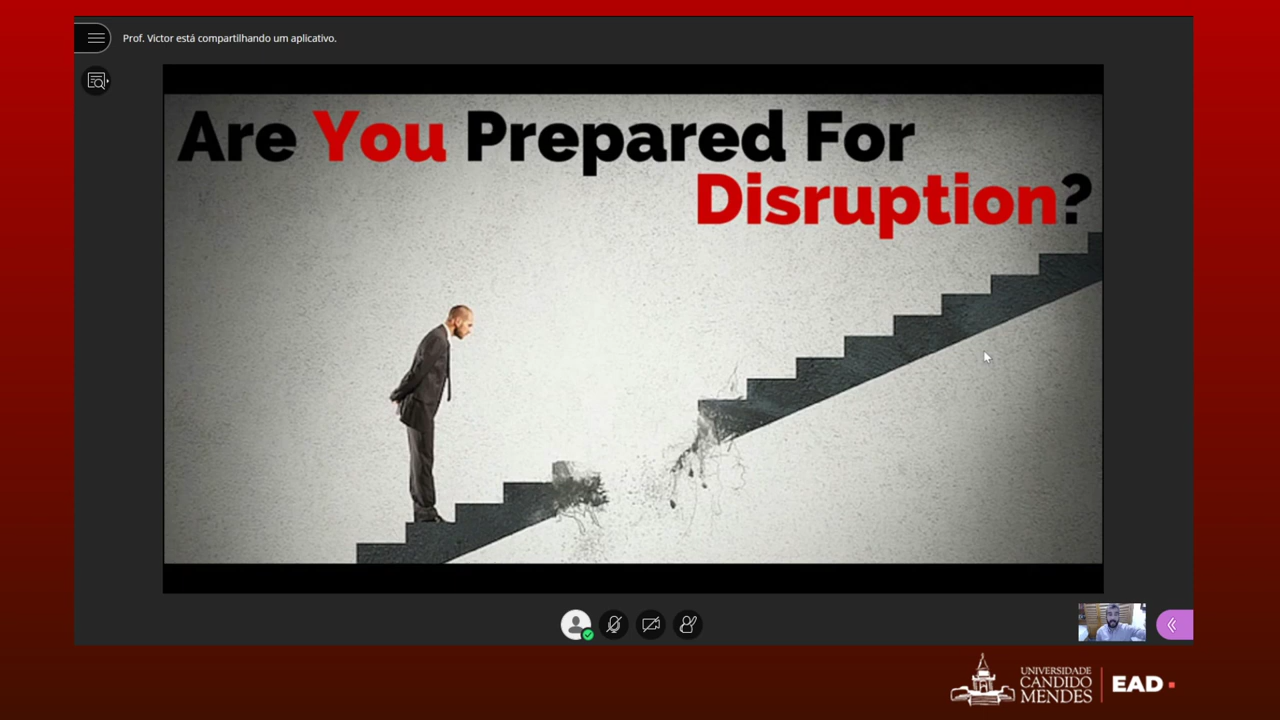 Prof. Victor está compartilhando um aplicativo.
Are You Prepared For
Disruption?
UNIVERSIDADE
CANDIDO
MENDES
EAD